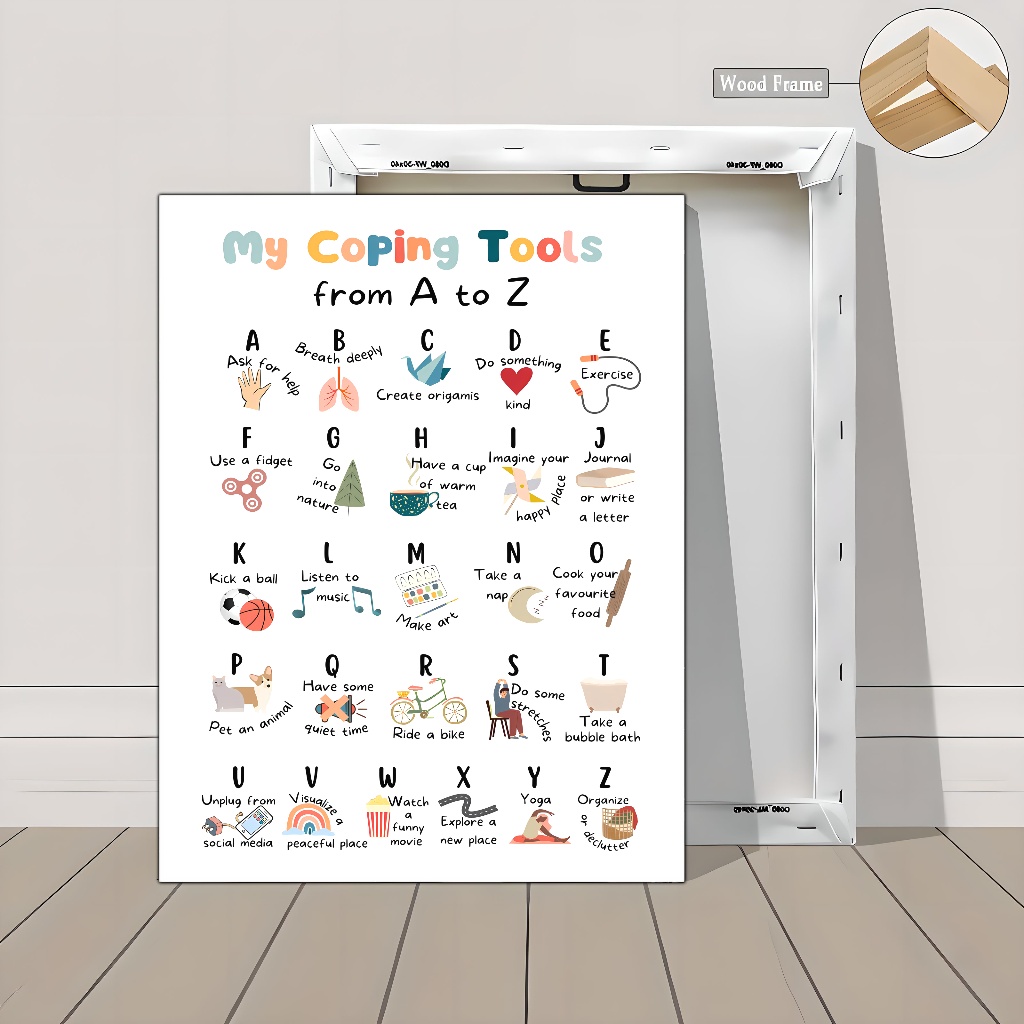 Wood Frame
My Coping Tools
from A to Z
A
Ask for help
B
Breath deeply
C
Create origamis
D
Do something
kind
E
Exercise
F
Use a fidget
G
Go
into
nature
H
Have a cup
of warm
tea
I
Imagine your
happy place
J
Journal
or write
a letter
K
Kick a ball
L
Listen to
music
M
Make art
N
Take a
nap
O
Cook your
favourite
food
P
Pet an animal
Q
Have some
quiet time
R
Ride a bike
S
Do some
stretches
T
Take a
bubble bath
U
Unplug from
social media
V
Visualize a
peaceful place
W
Watch
a
funny
movie
X
Explore a
new place
Y
Yoga
Z
Organize
or declutter